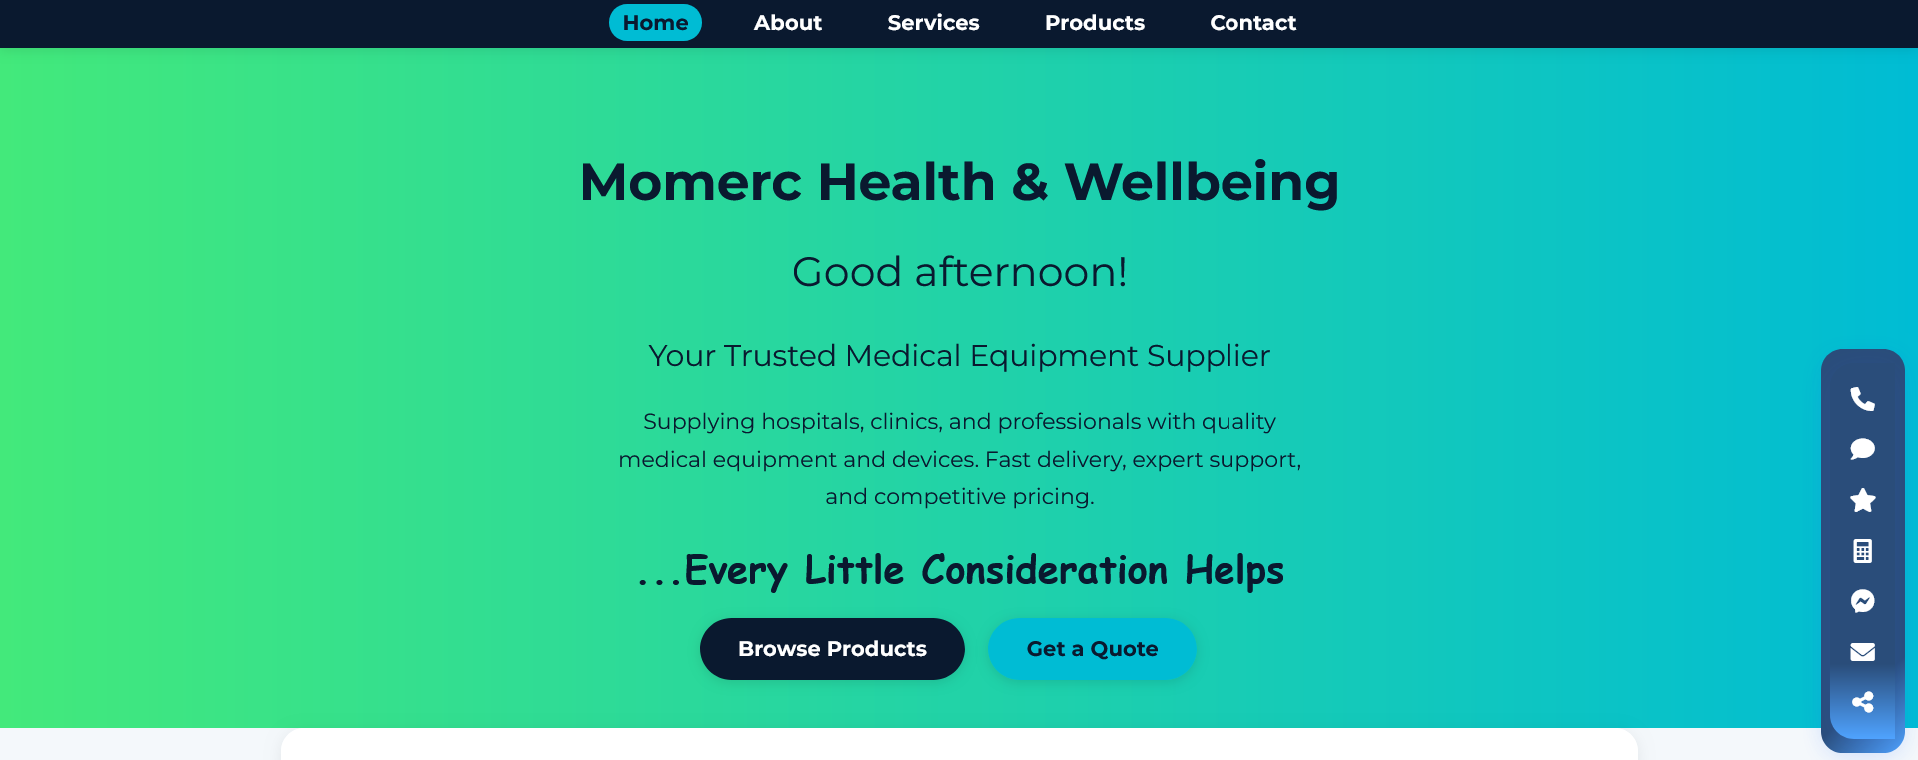 Home About Services Products Contact
Momerc Health & Wellbeing
Good afternoon!
Your Trusted Medical Equipment Supplier
Supplying hospitals, clinics, and professionals with quality
medical equipment and devices. Fast delivery, expert support,
and competitive pricing.
...Every Little Consideration Helps
Browse Products Get a Quote